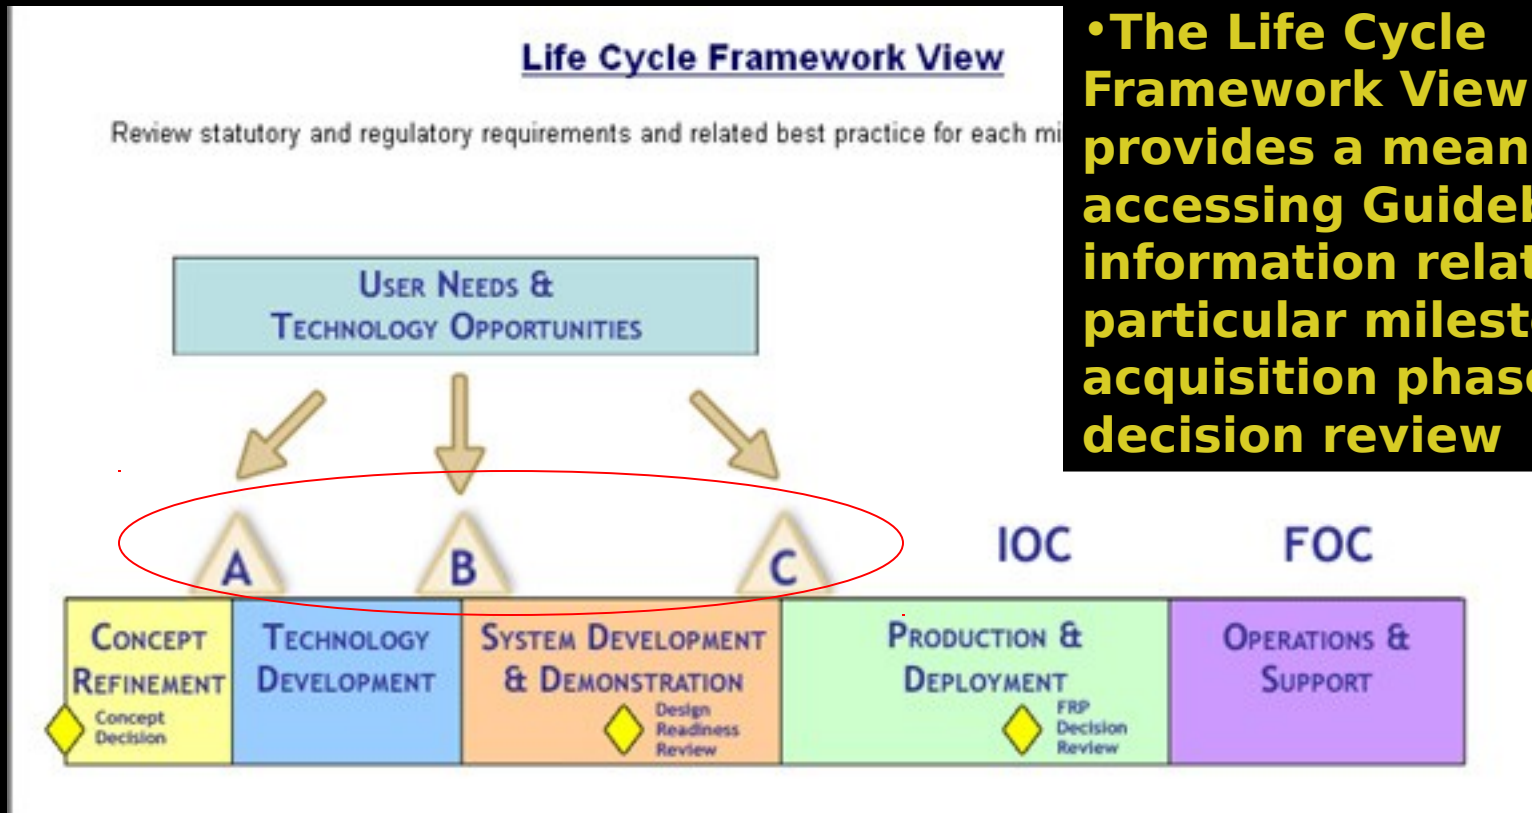 Life Cycle Framework View
Review statutory and regulatory requirements and related best practice for each mi
•The Life Cycle
Framework View
provides a mean
accessing Guideb
information relat
particular milest
acquisition phase
decision review
USER NEEDS &
TECHNOLOGY OPPORTUNITIES
A
B
C
IOC
FOC
CONCEPT
REFINEMENT
Concept
Decision
TECHNOLOGY
DEVELOPMENT
SYSTEM DEVELOPMENT
& DEMONSTRATION
Design
Readiness
Review
PRODUCTION &
DEPLOYMENT
FRP
Decision
Review
OPERATIONS &
SUPPORT